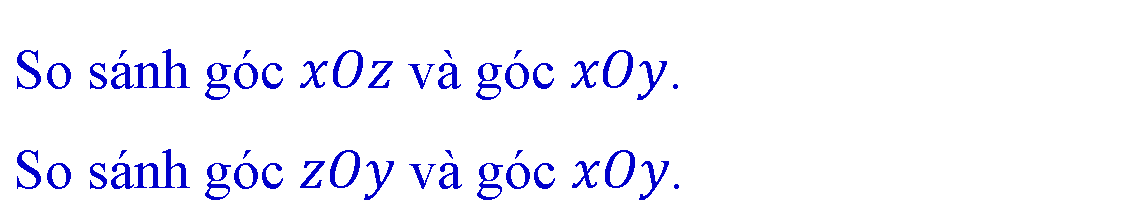 So sánh góc xOz và góc xOy.
So sánh góc zOy và góc xOy.